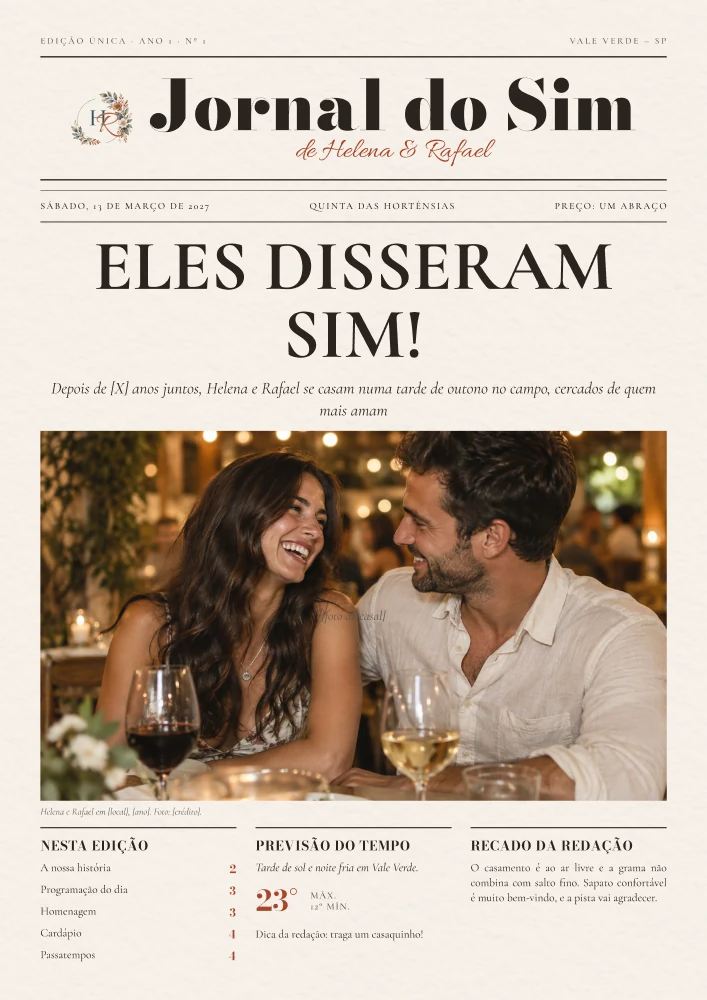 EDIÇÃO ÚNICA · ANO 1 · Nº 1
VALE VERDE – SP
HR
Jornal do Sim
de Helena & Rafael
SÁBADO, 13 DE MARÇO DE 2027
QUINTA DAS HORTÊNSIAS
PREÇO: UM ABRAÇO
ELES DISSERAM
SIM!
Depois de [X] anos juntos, Helena e Rafael se casam numa tarde de outono no campo, cercados de quem
mais amam
[foto do casal]
Helena e Rafael em [local], [ano]. Foto: [crédito].
NESTA EDIÇÃO
A nossa história 2
Programação do dia 3
Homenagem 3
Cardápio 4
Passatempos 4
PREVISÃO DO TEMPO
Tarde de sol e noite fria em Vale Verde.
23°
MÁX.
12° MÍN.
Dica da redação: traga um casaquinho!
RECADO DA REDAÇÃO
O casamento é ao ar livre e a grama não
combina com salto fino. Sapato confortável
é muito bem-vindo, e a pista vai agradecer.